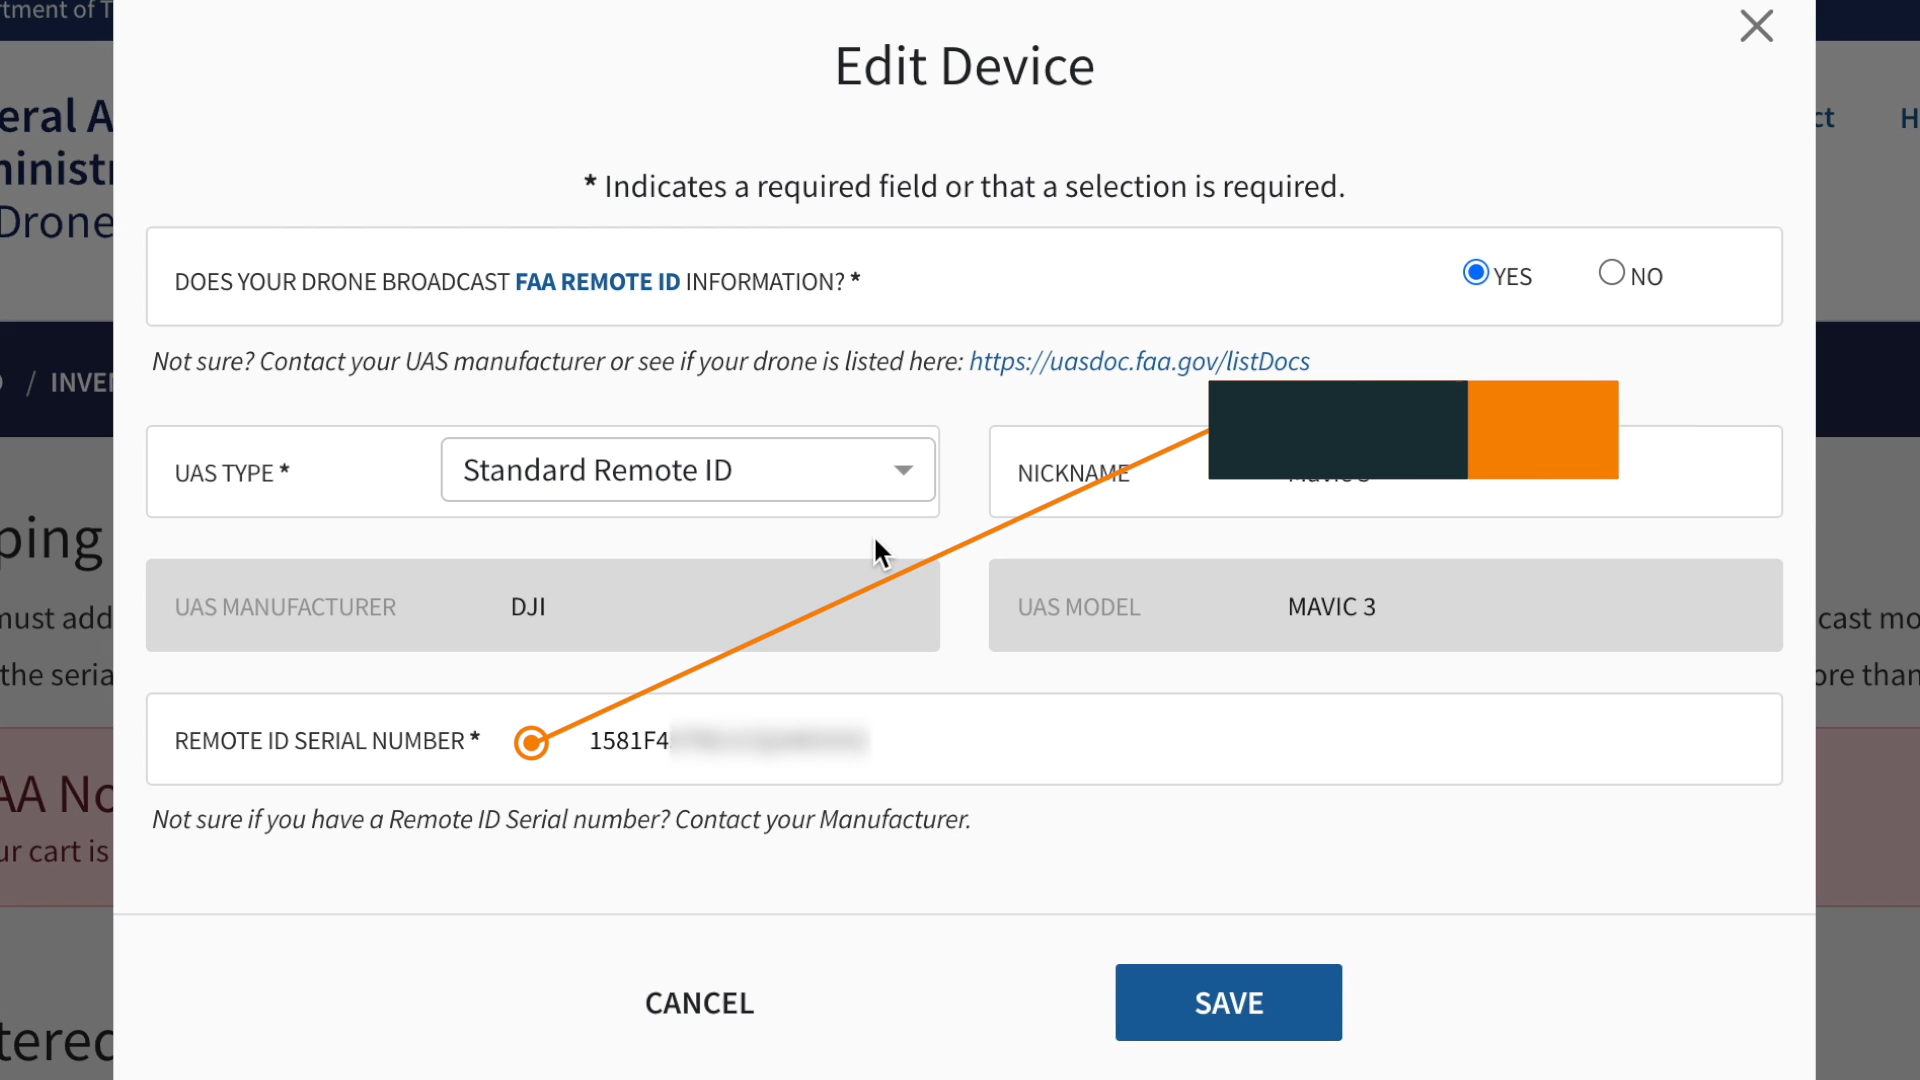 Edit Device
* Indicates a required field or that a selection is required.
DOES YOUR DRONE BROADCAST FAA REMOTE ID INFORMATION? *
YES
NO
Not sure? Contact your UAS manufacturer or see if your drone is listed here: https://uasdoc.faa.gov/listDocs
UAS TYPE *
Standard Remote ID
NICKNAME
UAS MANUFACTURER
DJI
UAS MODEL
MAVIC 3
REMOTE ID SERIAL NUMBER *
1581F4
Not sure if you have a Remote ID Serial number? Contact your Manufacturer.
CANCEL
SAVE
tment of T
eral A
ministr
Drone
ct
H
/ INVE
ping
must add
the seria
cast mo
ore than
AA No
ur cart is
tered